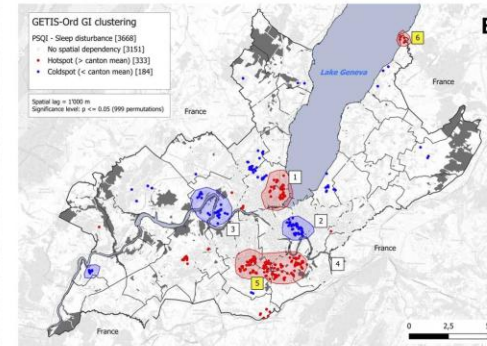 GETIS-Ord GI clustering
PSQI - Sleep disturbance [3668]
No spatial dependency [3151]
Hotspot (> canton mean) [333]
Coldspot (< canton mean) [184]
Spatial lag = 1'000 m
Significance level: p <= 0.05 (999 permutations)
6
Lake Geneva
France
France
1
2
3
France
4
5
France
0 2,5